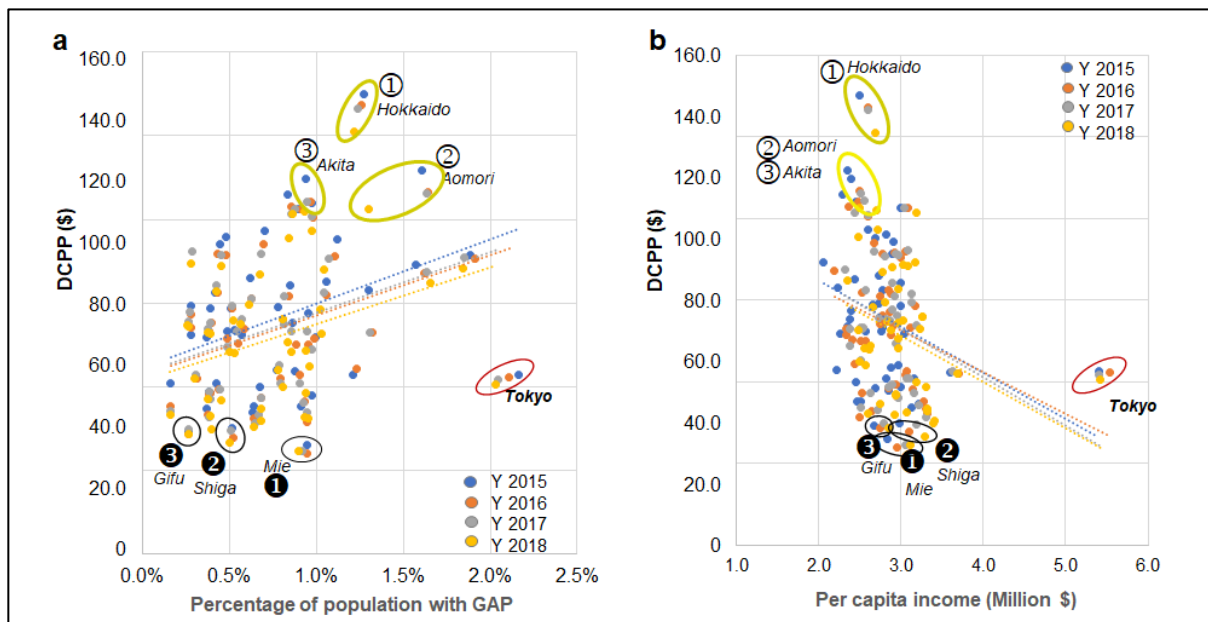 a
160.0
140.0
120.0
100.0
80.0
60.0
40.0
20.0
0
DCPP ($)
① Hokkaido
③ Akita
② Aomori
Tokyo
❸ Gifu
❷ Shiga
Mie ❶
Y 2015
Y 2016
Y 2017
Y 2018
0.0% 0.5% 1.0% 1.5% 2.0% 2.5%
Percentage of population with GAP
b
160.0
140.0
120.0
100.0
80.0
60.0
40.0
20.0
0
DCPP ($)
① Hokkaido
② Aomori
③ Akita
Y 2015
Y 2016
Y 2017
Y 2018
Tokyo
❸ Gifu
❶ Mie
❷ Shiga
1.0 2.0 3.0 4.0 5.0 6.0
Per capita income (Million $)